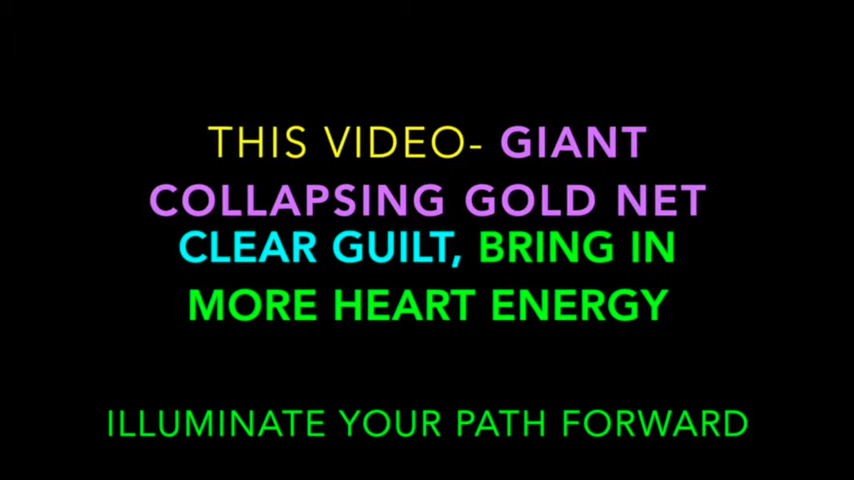 THIS VIDEO- GIANT
COLLAPSING GOLD NET
CLEAR GUILT, BRING IN
MORE HEART ENERGY
ILLUMINATE YOUR PATH FORWARD